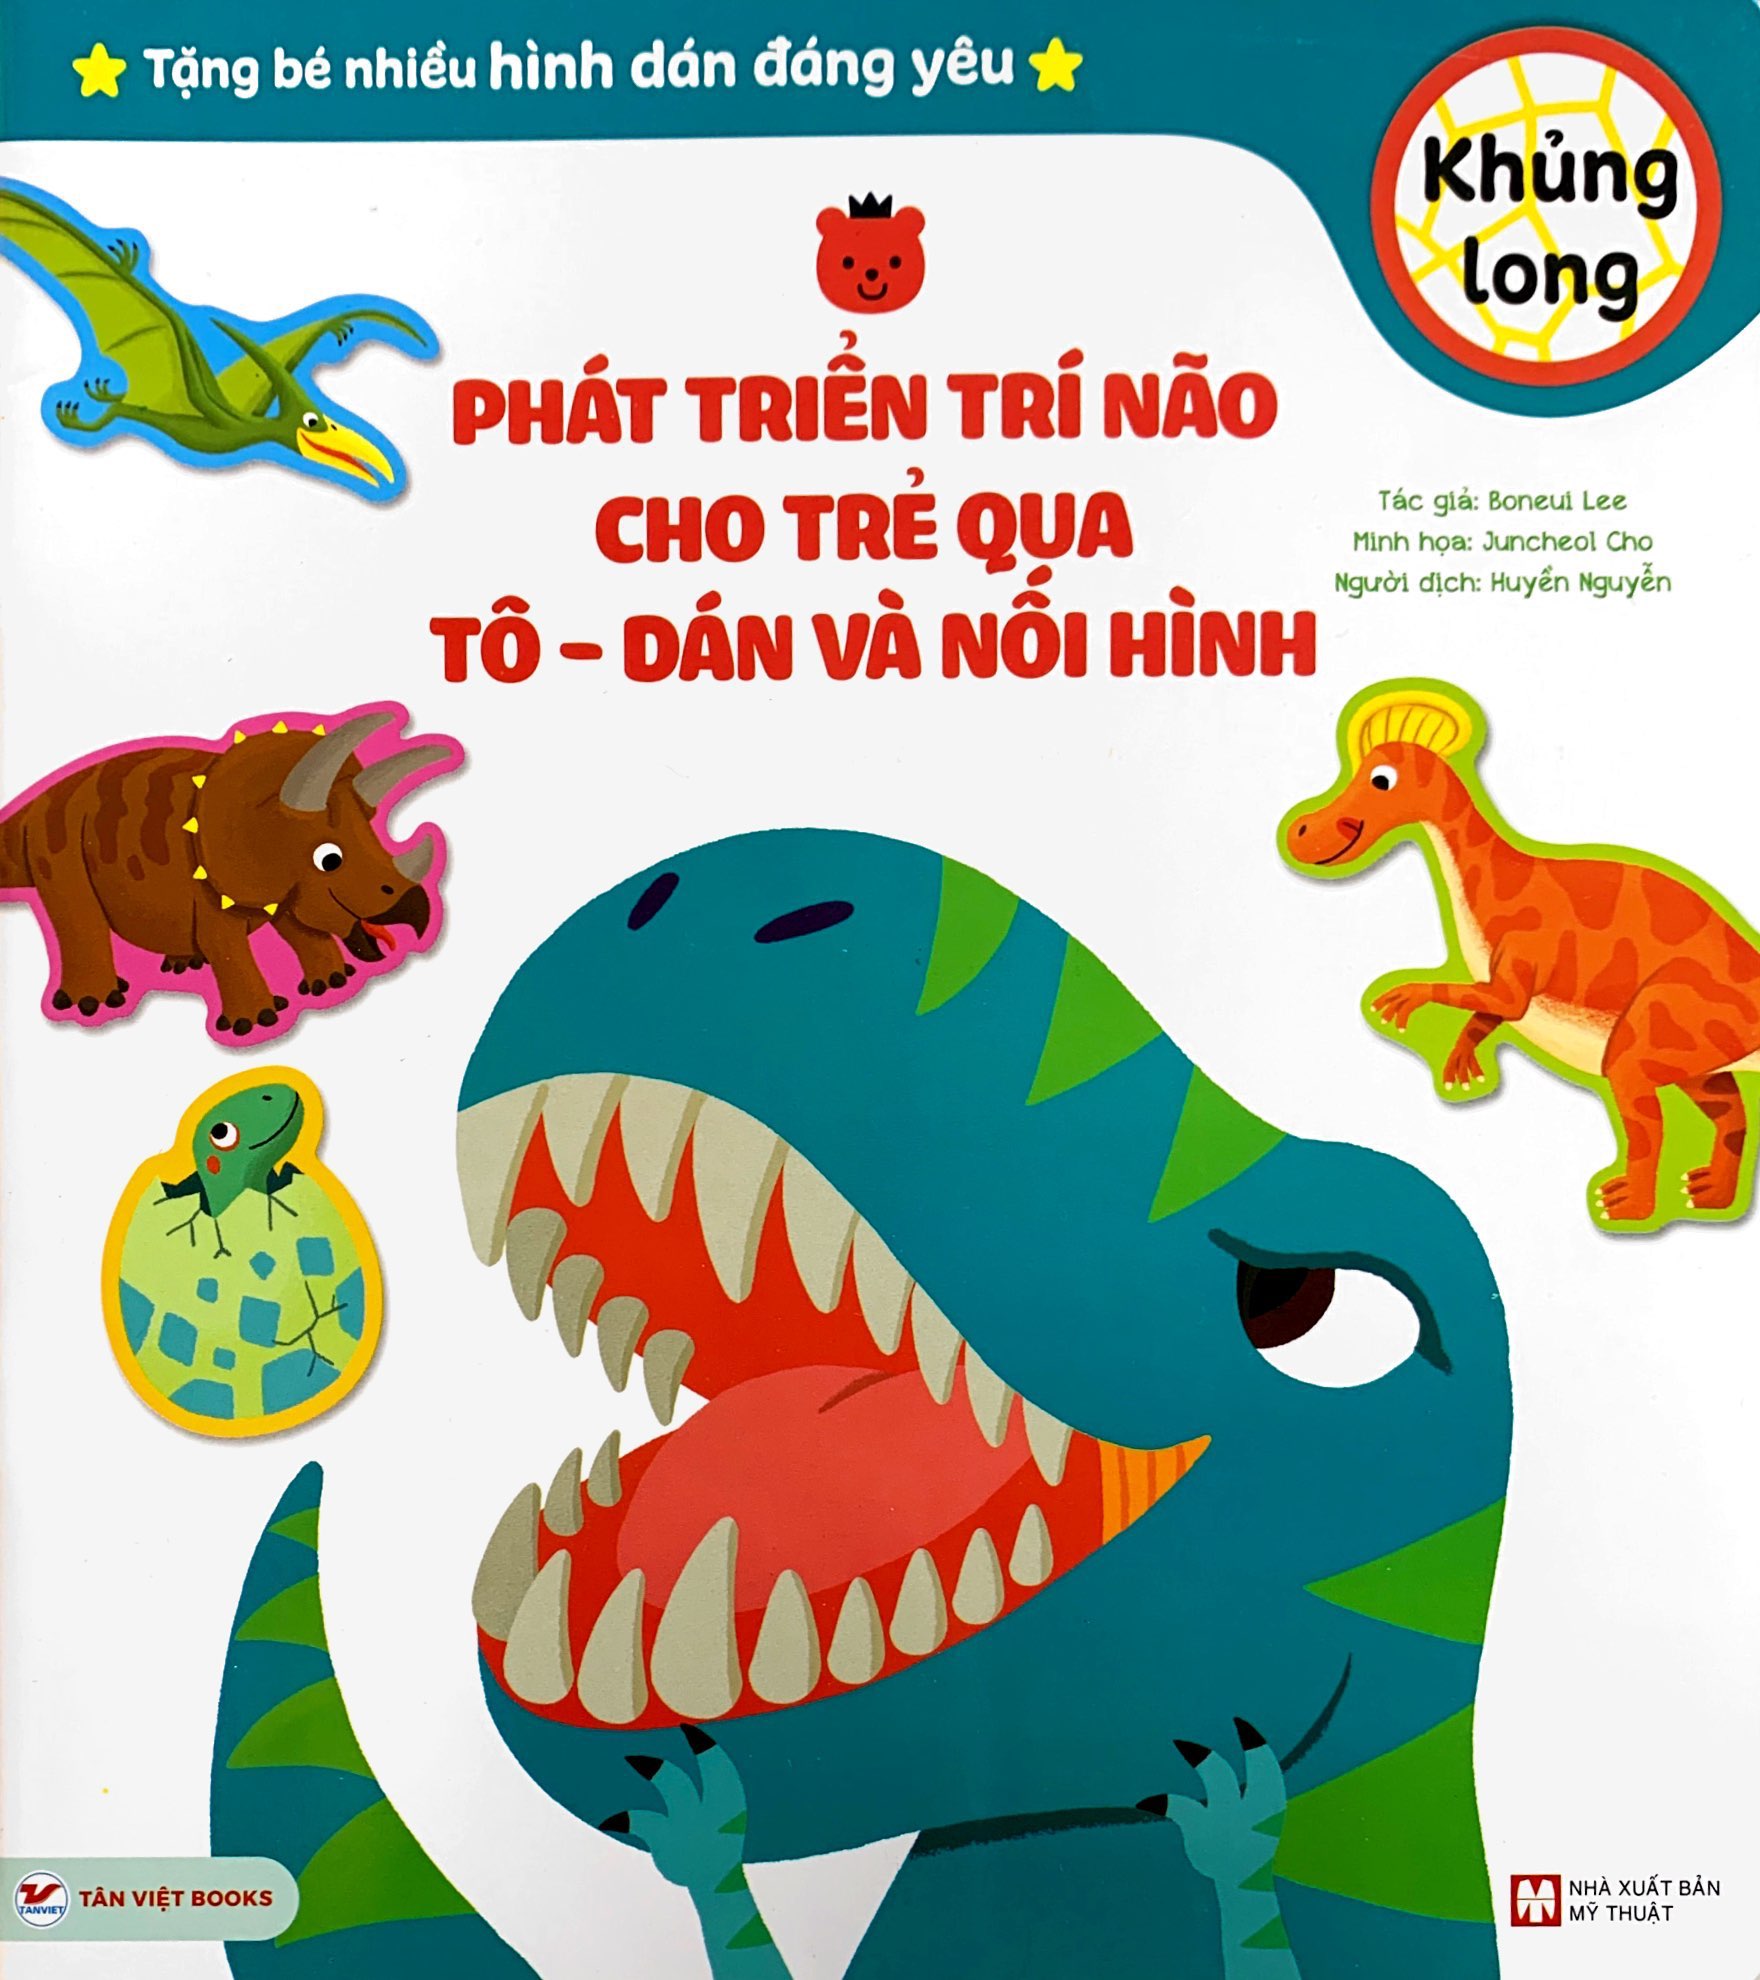 Tặng bé nhiều hình dán đáng yêu
Khủng
long
PHÁT TRIỂN TRÍ NÃO
CHO TRẺ QUA
TÔ - DÁN VÀ NỐI HÌNH
Tác giả: Boneui Lee
Minh họa: Juncheol Cho
Người dịch: Huyền Nguyễn
TANVIET
TÂN VIỆT BOOKS
NHÀ XUẤT BẢN
MỸ THUẬT